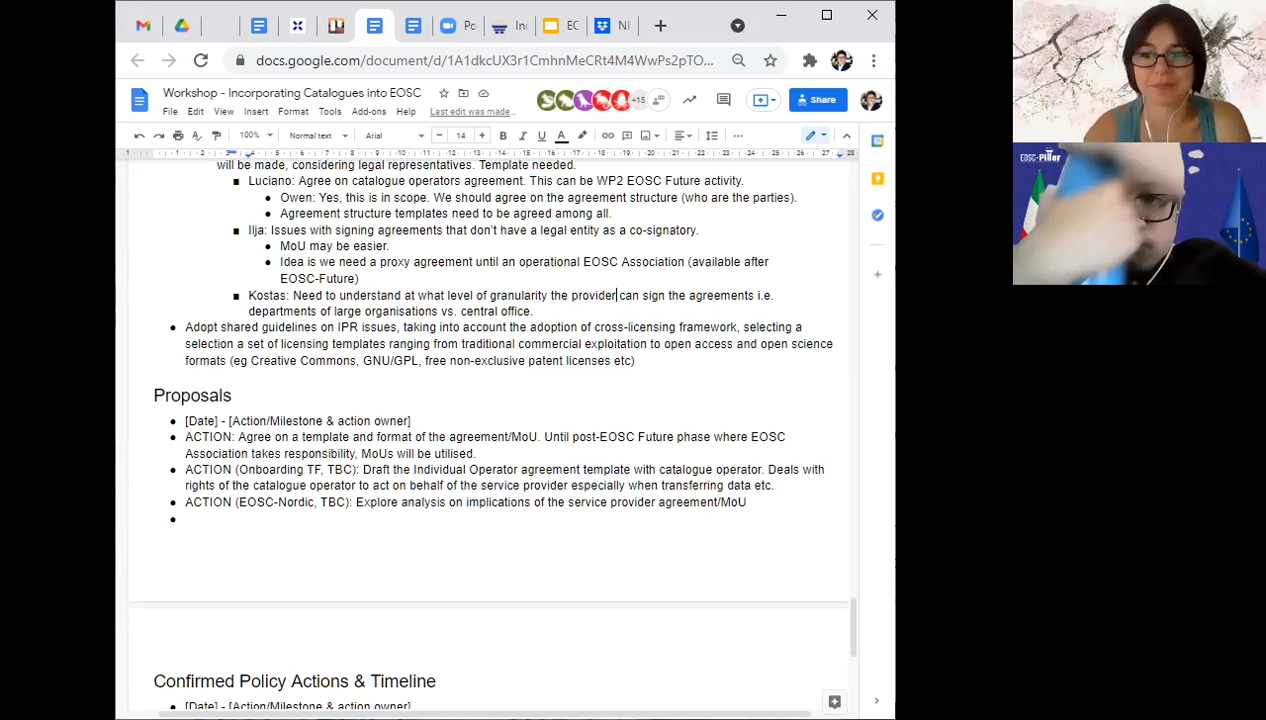 Po
Inc
EC
NI
docs.google.com/document/d/1A1dkcUX3r1CmhnMeCRt4M4WwPs2pTO...
Workshop - Incorporating Catalogues into EOSC
File Edit View Insert Format Tools Add-ons Help Last edit was made...
+15
Share
100% Normal text Arial 14
will be made, considering legal representatives. Template needed.
Luciano: Agree on catalogue operators agreement. This can be WP2 EOSC Future activity.
Owen: Yes, this is in scope. We should agree on the agreement structure (who are the parties).
Agreement structure templates need to be agreed among all.
Ilja: Issues with signing agreements that don't have a legal entity as a co-signatory.
MoU may be easier.
Idea is we need a proxy agreement until an operational EOSC Association (available after
EOSC-Future)
Kostas: Need to understand at what level of granularity the provider can sign the agreements i.e.
departments of large organisations vs. central office.
Adopt shared guidelines on IPR issues, taking into account the adoption of cross-licensing framework, selecting a
selection a set of licensing templates ranging from traditional commercial exploitation to open access and open science
formats (eg Creative Commons, GNU/GPL, free non-exclusive patent licenses etc)
Proposals
[Date] - [Action/Milestone & action owner]
ACTION: Agree on a template and format of the agreement/MoU. Until post-EOSC Future phase where EOSC
Association takes responsibility, MoUs will be utilised.
ACTION (Onboarding TF, TBC): Draft the Individual Operator agreement template with catalogue operator. Deals with
rights of the catalogue operator to act on behalf of the service provider especially when transferring data etc.
ACTION (EOSC-Nordic, TBC): Explore analysis on implications of the service provider agreement/MoU
Confirmed Policy Actions & Timeline
[Date] - [Action/Milestone & action owner]
EOSC-Pillar